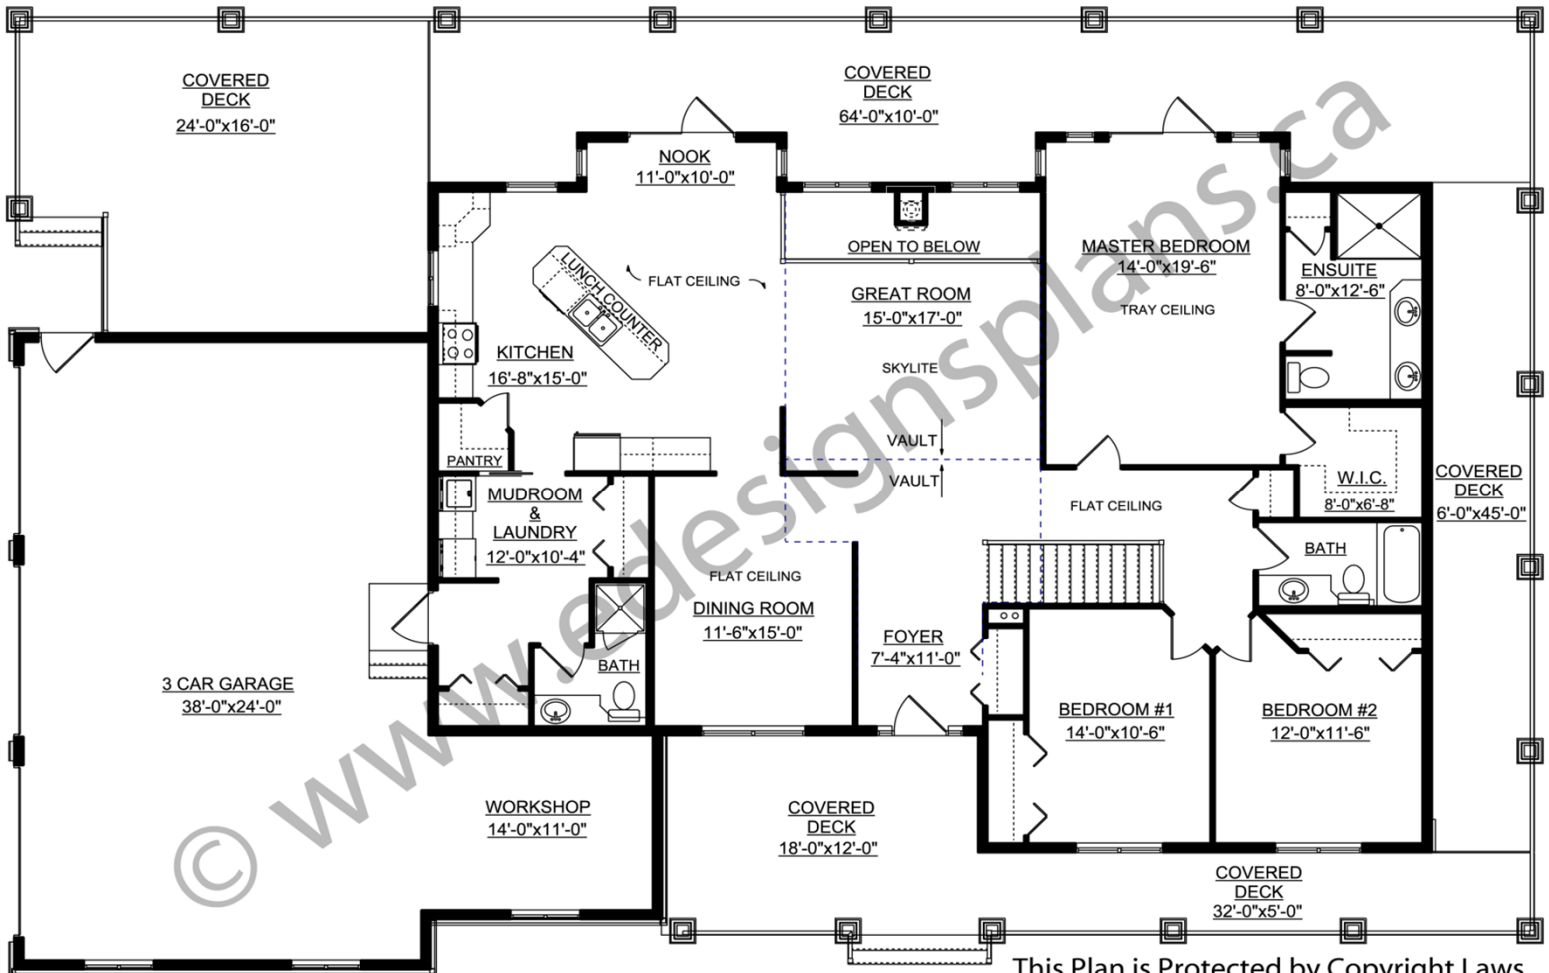 COVERED
DECK
24'-0"x16'-0"
COVERED
DECK
64'-0"x10'-0"
NOOK
11'-0"x10'-0"
OPEN TO BELOW
MASTER BEDROOM
14'-0"x19'-6"
TRAY CEILING
ENSUITE
8'-0"x12'-6"
LUNCH COUNTER
FLAT CEILING
GREAT ROOM
15'-0"x17'-0"
SKYLITE
KITCHEN
16'-8"x15'-0"
VAULT
VAULT
PANTRY
W.I.C.
8'-0"x6'-8"
COVERED
DECK
6'-0"x45'-0"
MUDROOM
&
LAUNDRY
12'-0"x10'-4"
FLAT CEILING
BATH
FLAT CEILING
DINING ROOM
11'-6"x15'-0"
FOYER
7'-4"x11'-0"
BATH
3 CAR GARAGE
38'-0"x24'-0"
BEDROOM #1
14'-0"x10'-6"
BEDROOM #2
12'-0"x11'-6"
WORKSHOP
14'-0"x11'-0"
COVERED
DECK
18'-0"x12'-0"
COVERED
DECK
32'-0"x5'-0"
© www.edesignsplans.ca
This Plan is Protected by Copyright Laws